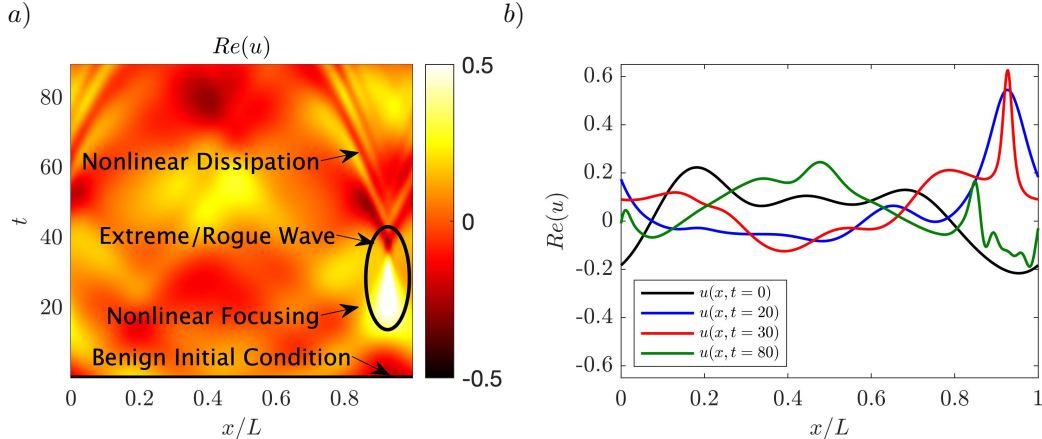 a)
Re(u)
80
60
40
20
0
t
Nonlinear Dissipation
Extreme/Rogue Wave
Nonlinear Focusing
Benign Initial Condition
0 0.2 0.4 0.6 0.8
x/L
0.5
0
-0.5
b)
0.6
0.4
0.2
0
-0.2
-0.4
-0.6
Re(u)
u(x, t = 0)
u(x, t = 20)
u(x, t = 30)
u(x, t = 80)
0 0.2 0.4 0.6 0.8 1
x/L